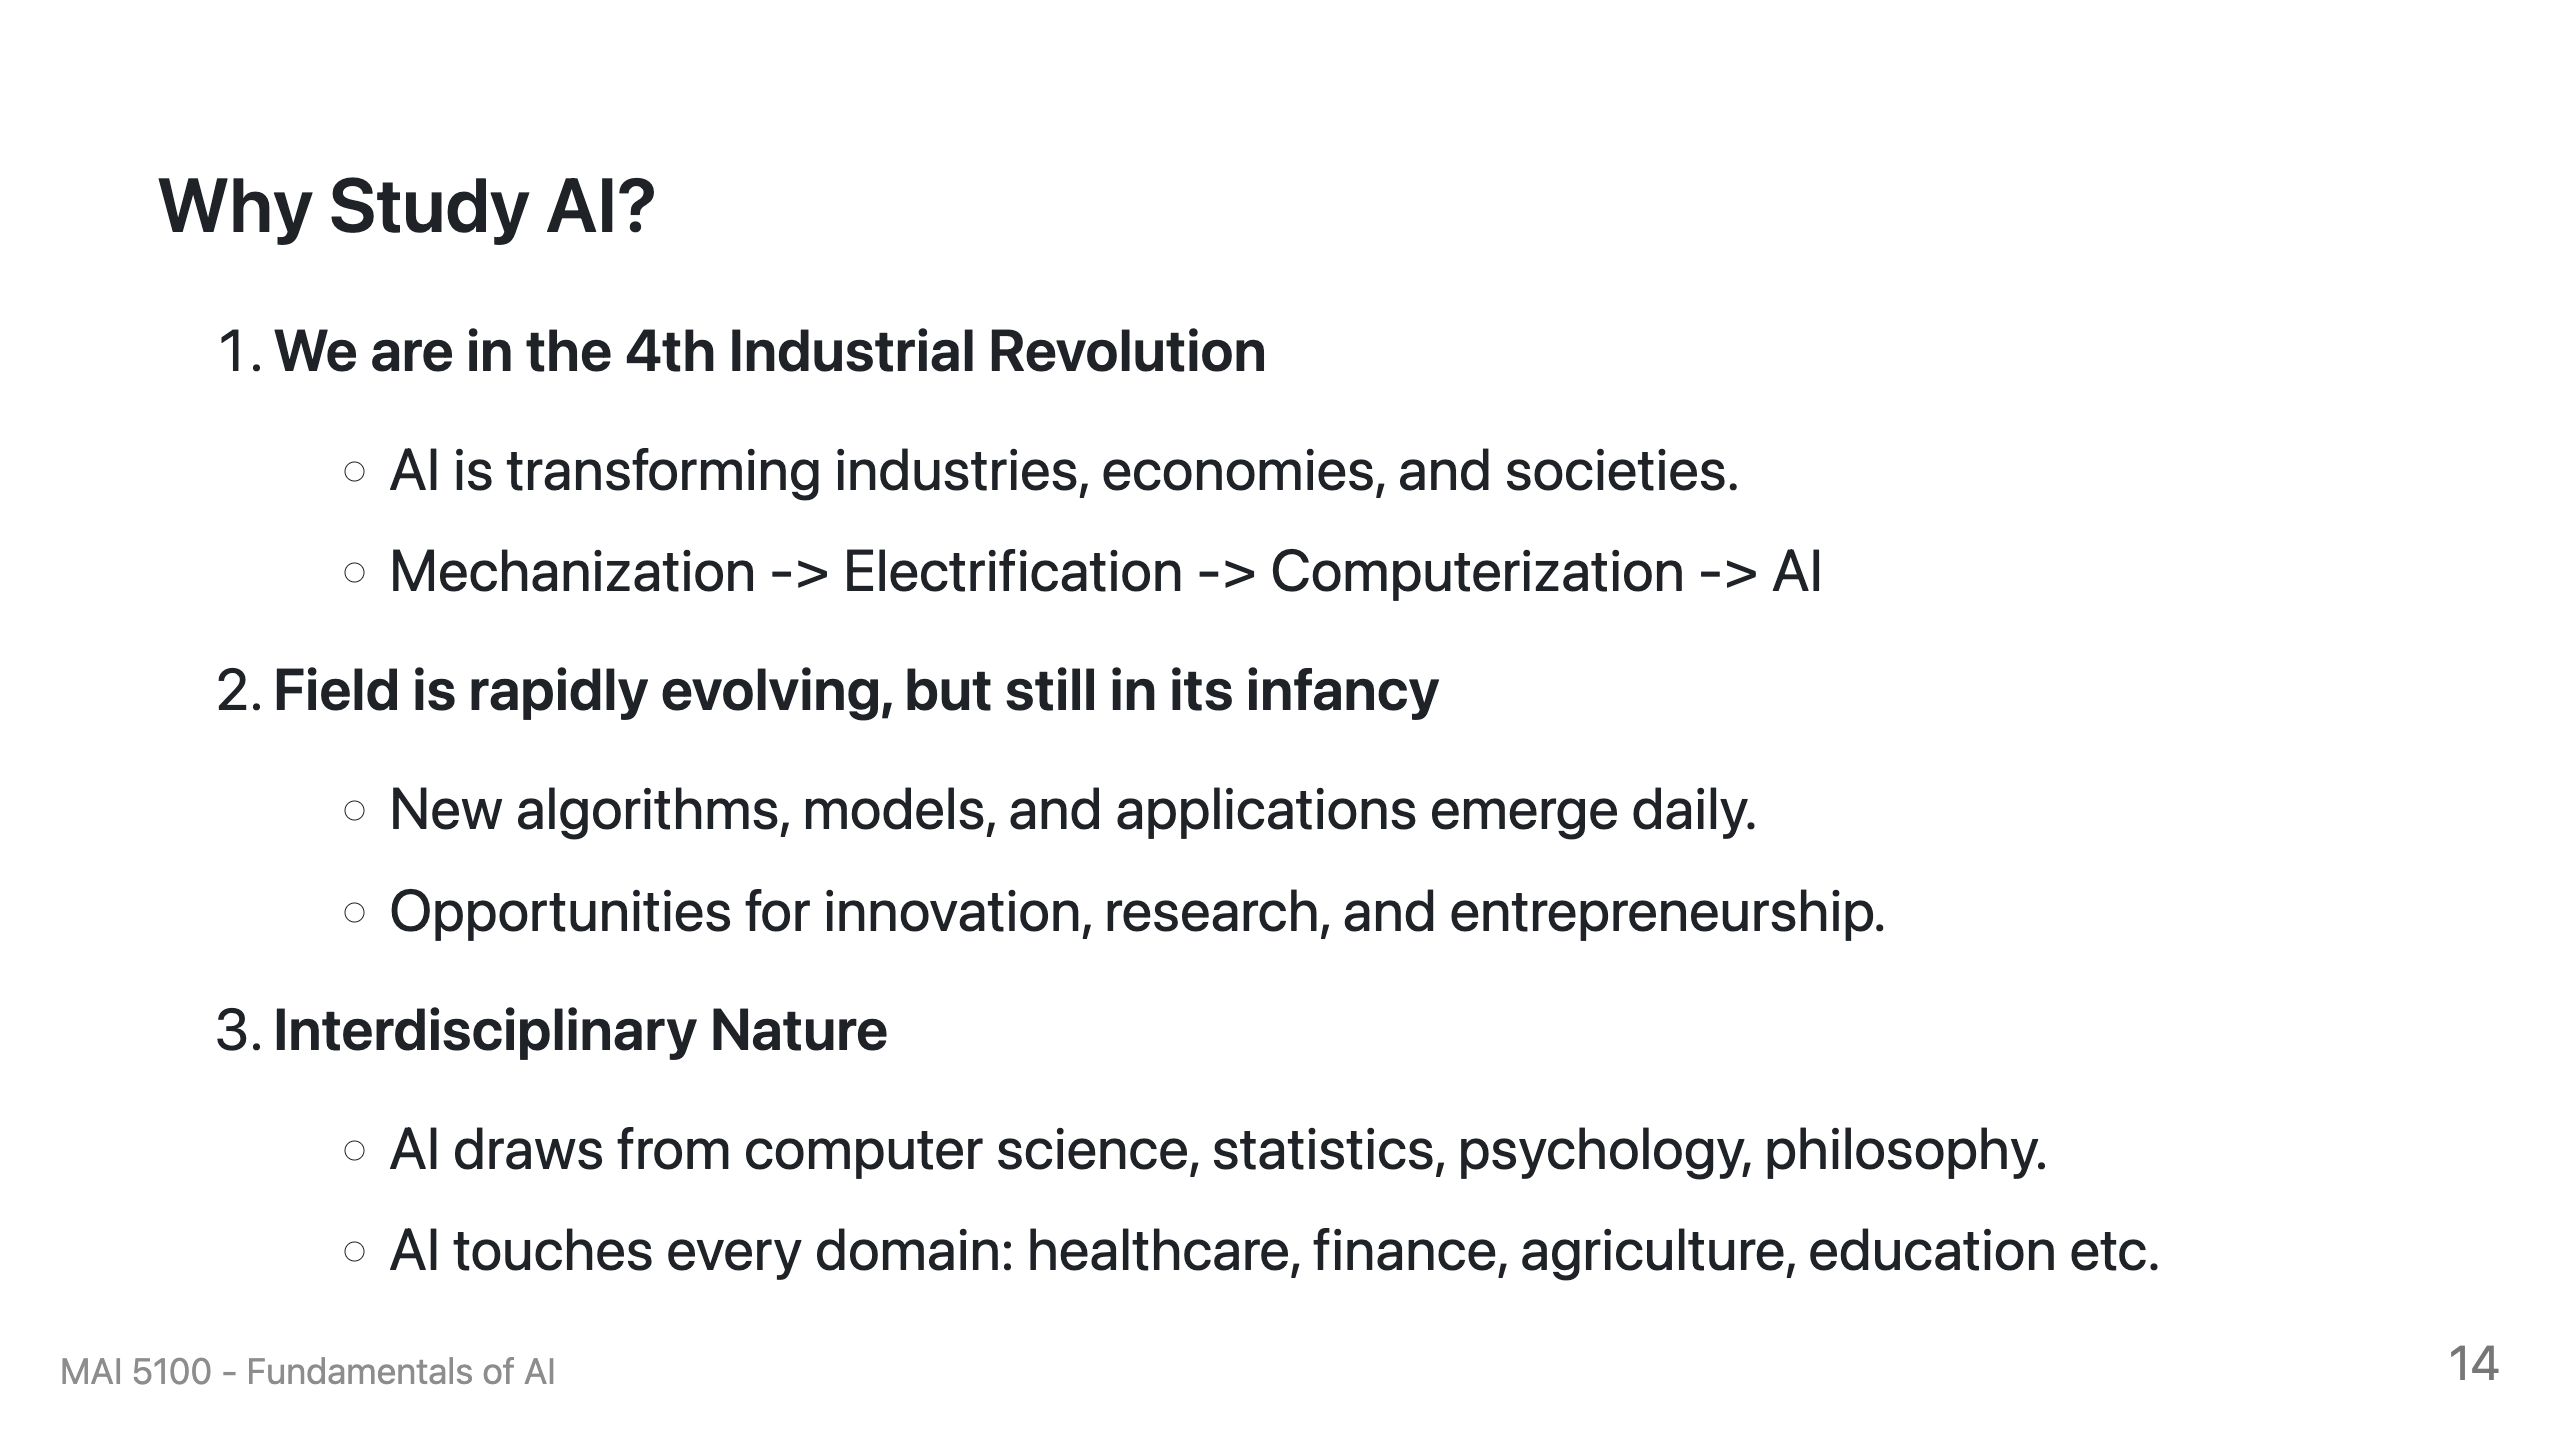 Why Study AI?
1. We are in the 4th Industrial Revolution
○ AI is transforming industries, economies, and societies.
○ Mechanization -> Electrification -> Computerization -> AI
2. Field is rapidly evolving, but still in its infancy
○ New algorithms, models, and applications emerge daily.
○ Opportunities for innovation, research, and entrepreneurship.
3. Interdisciplinary Nature
○ AI draws from computer science, statistics, psychology, philosophy.
○ AI touches every domain: healthcare, finance, agriculture, education etc.
MAI 5100 - Fundamentals of AI
14